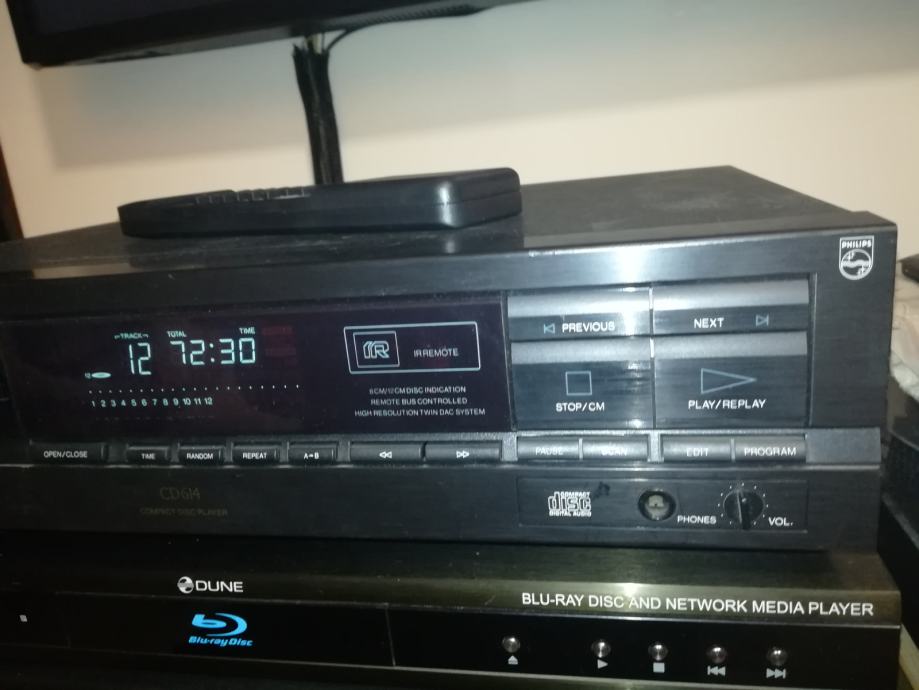 PHILIPS
TRACK TOTAL TIME
12 72:30
12
1 2 3 4 5 6 7 8 9 10 11 12
IR IR REMOTE
8CM/12CM DISC INDICATION
REMOTE BUS CONTROLLED
HIGH RESOLUTION TWIN DAC SYSTEM
PREVIOUS NEXT
STOP/CM PLAY/REPLAY
OPEN/CLOSE TIME RANDOM REPEAT A-B PAUSE SCAN EDIT PROGRAM
CD614
COMPACT DISC PLAYER
COMPACT
disc
DIGITAL AUDIO
PHONES VOL.
DUNE
BLU-RAY DISC AND NETWORK MEDIA PLAYER
Blu-ray Disc